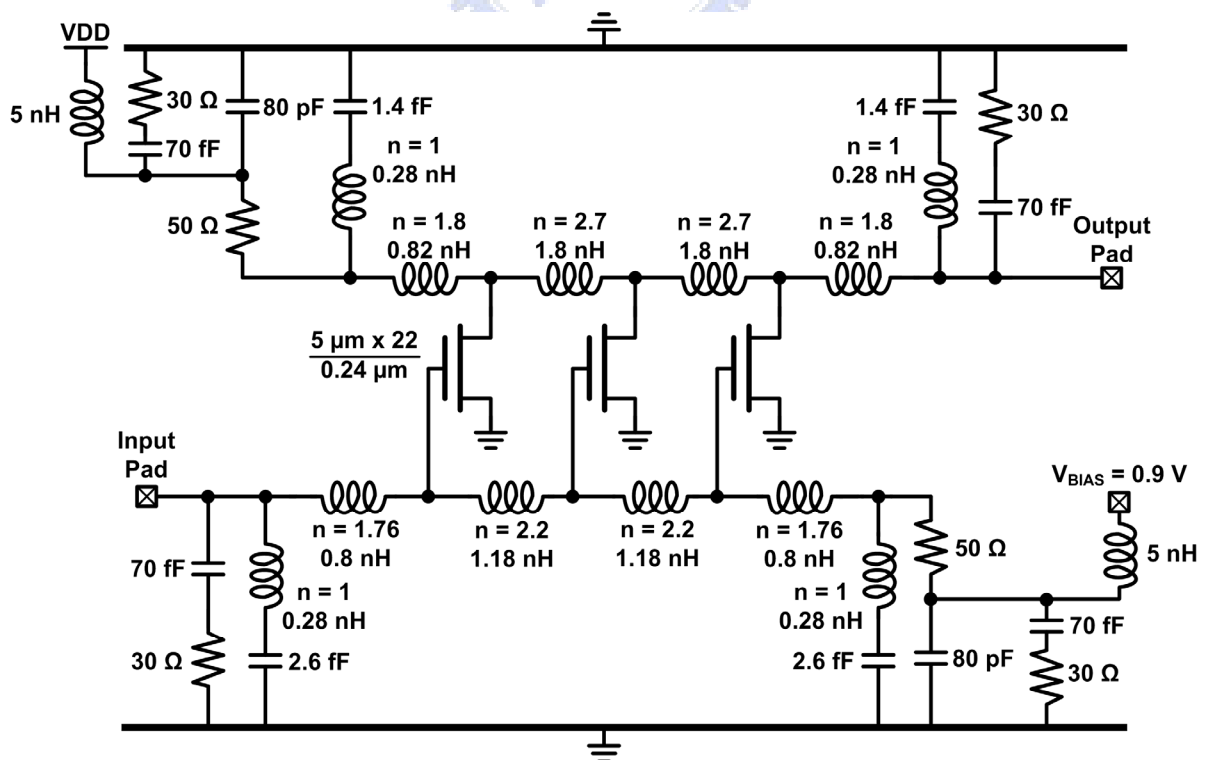 VDD
5 nH
30 Ω
70 fF
80 pF
50 Ω
1.4 fF
n = 1
0.28 nH
n = 1.8
0.82 nH
n = 2.7
1.8 nH
n = 2.7
1.8 nH
n = 1.8
0.82 nH
1.4 fF
n = 1
0.28 nH
30 Ω
70 fF
Output
Pad
5 µm x 22
0.24 µm
Input
Pad
70 fF
30 Ω
n = 1
0.28 nH
2.6 fF
n = 1.76
0.8 nH
n = 2.2
1.18 nH
n = 2.2
1.18 nH
n = 1.76
0.8 nH
n = 1
0.28 nH
2.6 fF
50 Ω
80 pF
VBIAS = 0.9 V
5 nH
70 fF
30 Ω